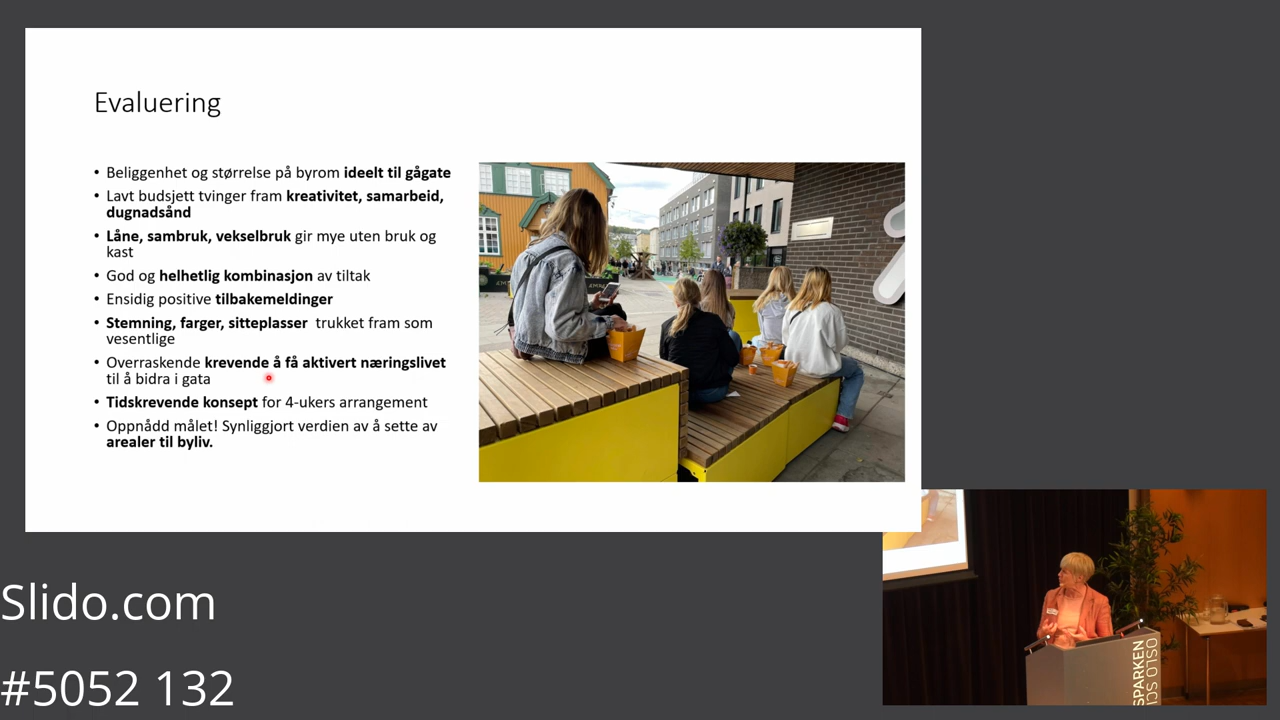 Evaluering
• Beliggenhet og størrelse på byrom ideelt til gågate
• Lavt budsjett tvinger fram kreativitet, samarbeid,
dugnadsånd
• Låne, sambruk, vekselbruk gir mye uten bruk og
kast
• God og helhetlig kombinasjon av tiltak
• Ensidig positive tilbakemeldinger
• Stemning, farger, sitteplasser trukket fram som
vesentlige
• Overraskende krevende å få aktivert næringslivet
til å bidra i gata
• Tidskrevende konsept for 4-ukers arrangement
• Oppnådd målet! Synliggjort verdien av å sette av
arealer til byliv.
Slido.com
#5052 132
SPARKEN
OSLO SCI